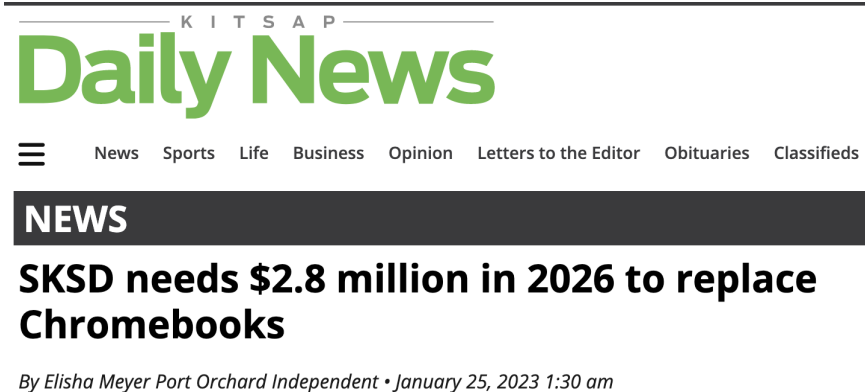 KITSAP
Daily News
News Sports Life Business Opinion Letters to the Editor Obituaries Classifieds
NEWS
SKSD needs $2.8 million in 2026 to replace
Chromebooks
By Elisha Meyer Port Orchard Independent • January 25, 2023 1:30 am